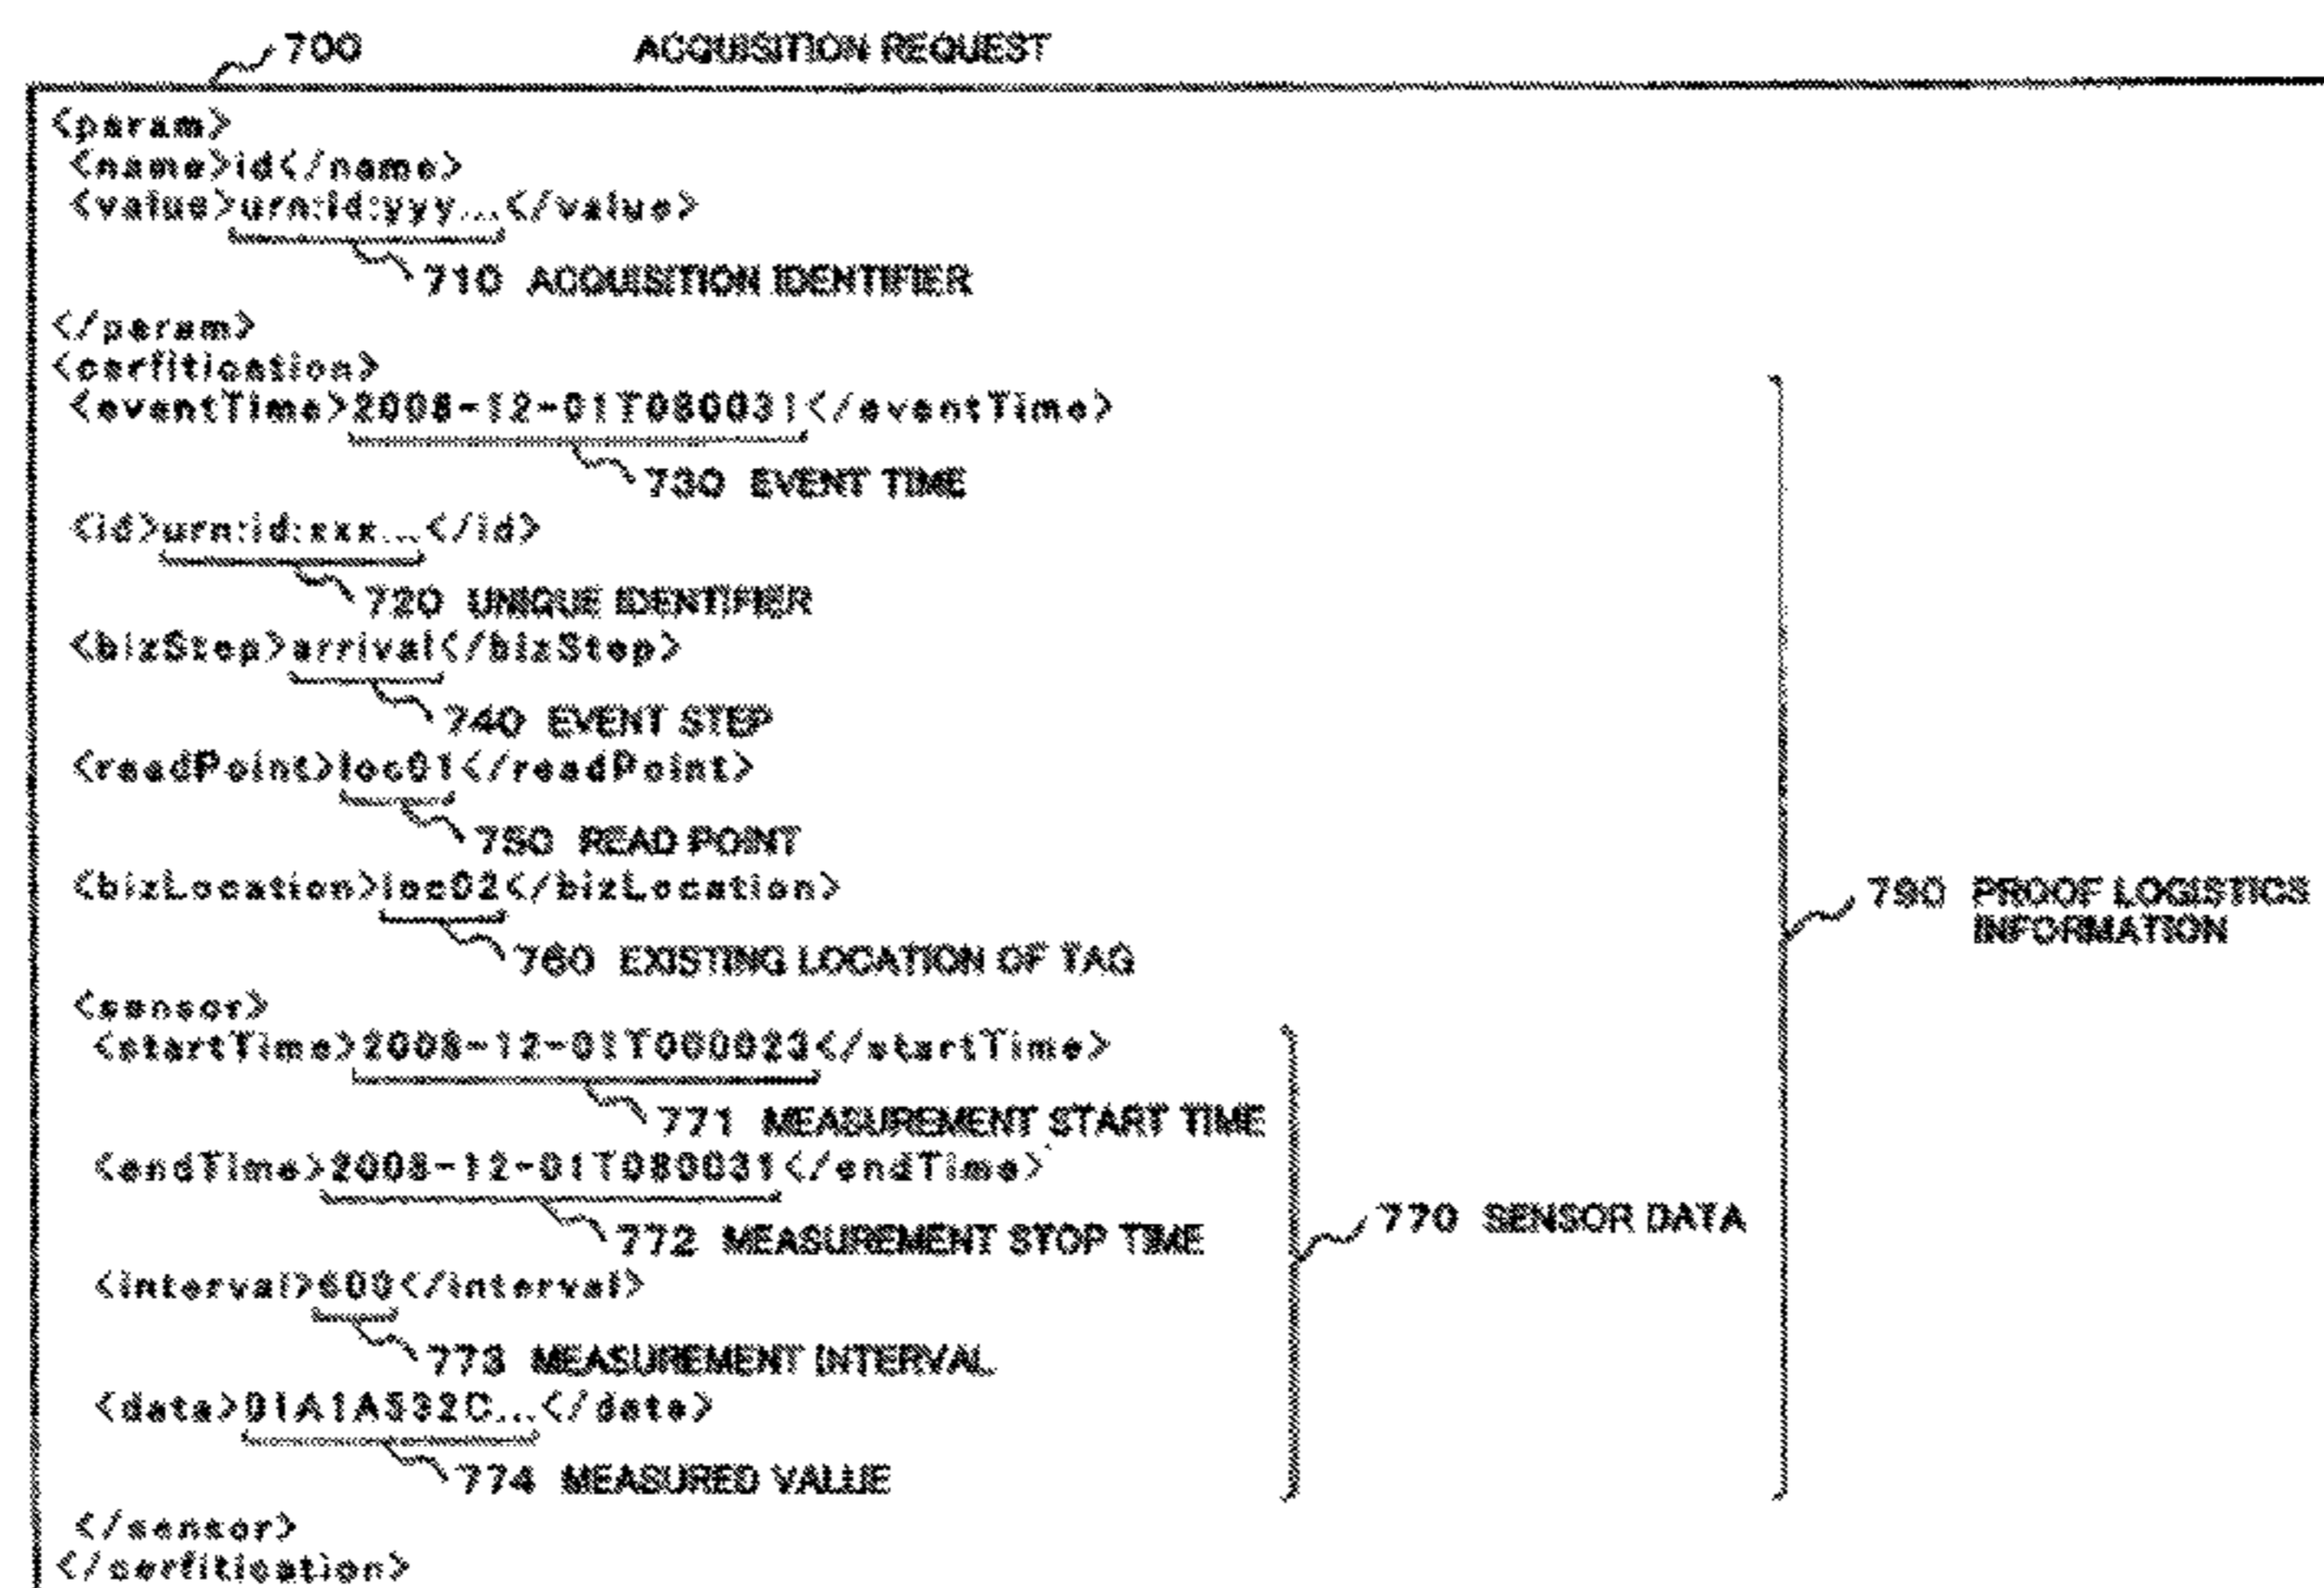 700 ACQUISITION REQUEST
<param>
<name>id</name>
<value>urn:id:yyy...</value>
710 ACQUISITION IDENTIFIER
</param>
<cerfitication>
<eventTime>2008-12-01T080031</eventTime>
730 EVENT TIME
<id>urn:id:xxx...</id>
720 UNIQUE IDENTIFIER
<bizStep>arrival</bizStep>
740 EVENT STEP
<readPoint>loc01</readPoint>
750 READ POINT
<bizLocation>loc02</bizLocation>
790 PROOF LOGISTICS
INFORMATION
760 EXISTING LOCATION OF TAG
<sensor>
<startTime>2008-12-01T000023</startTime>
771 MEASUREMENT START TIME
<endTime>2008-12-01T080031</endTime>
772 MEASUREMENT STOP TIME
770 SENSOR DATA
<interval>600</interval>
773 MEASUREMENT INTERVAL
<data>01A1A532C...</data>
774 MEASURED VALUE
</sensor>
</cerfitication>